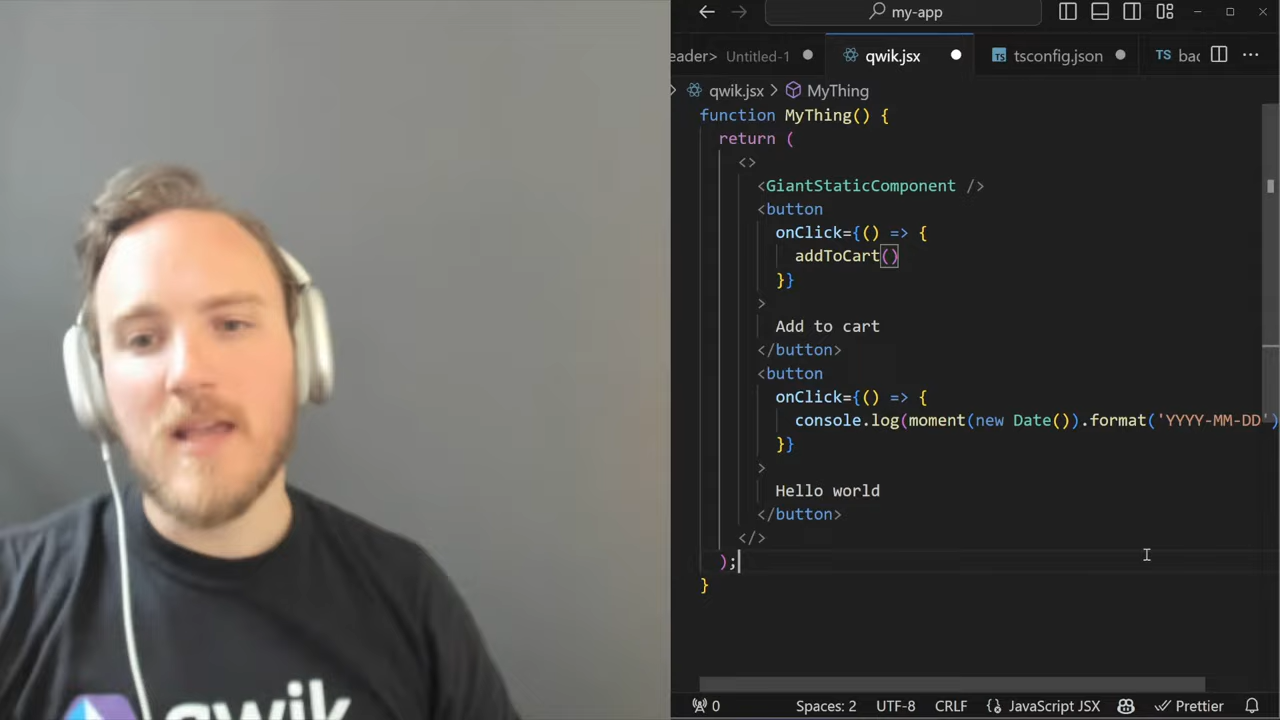 my-app
eader> Untitled-1
qwik.jsx
TS tsconfig.json
TS bac
qwik.jsx > MyThing
function MyThing() {
return (
<>
<GiantStaticComponent />
<button
onClick={() => {
addToCart()
}}
>
Add to cart
</button>
<button
onClick={() => {
console.log(moment(new Date()).format('YYYY-MM-DD')
}}
>
Hello world
</button>
</>
);
}
0 Spaces: 2 UTF-8 CRLF {} JavaScript JSX Prettier
qwik